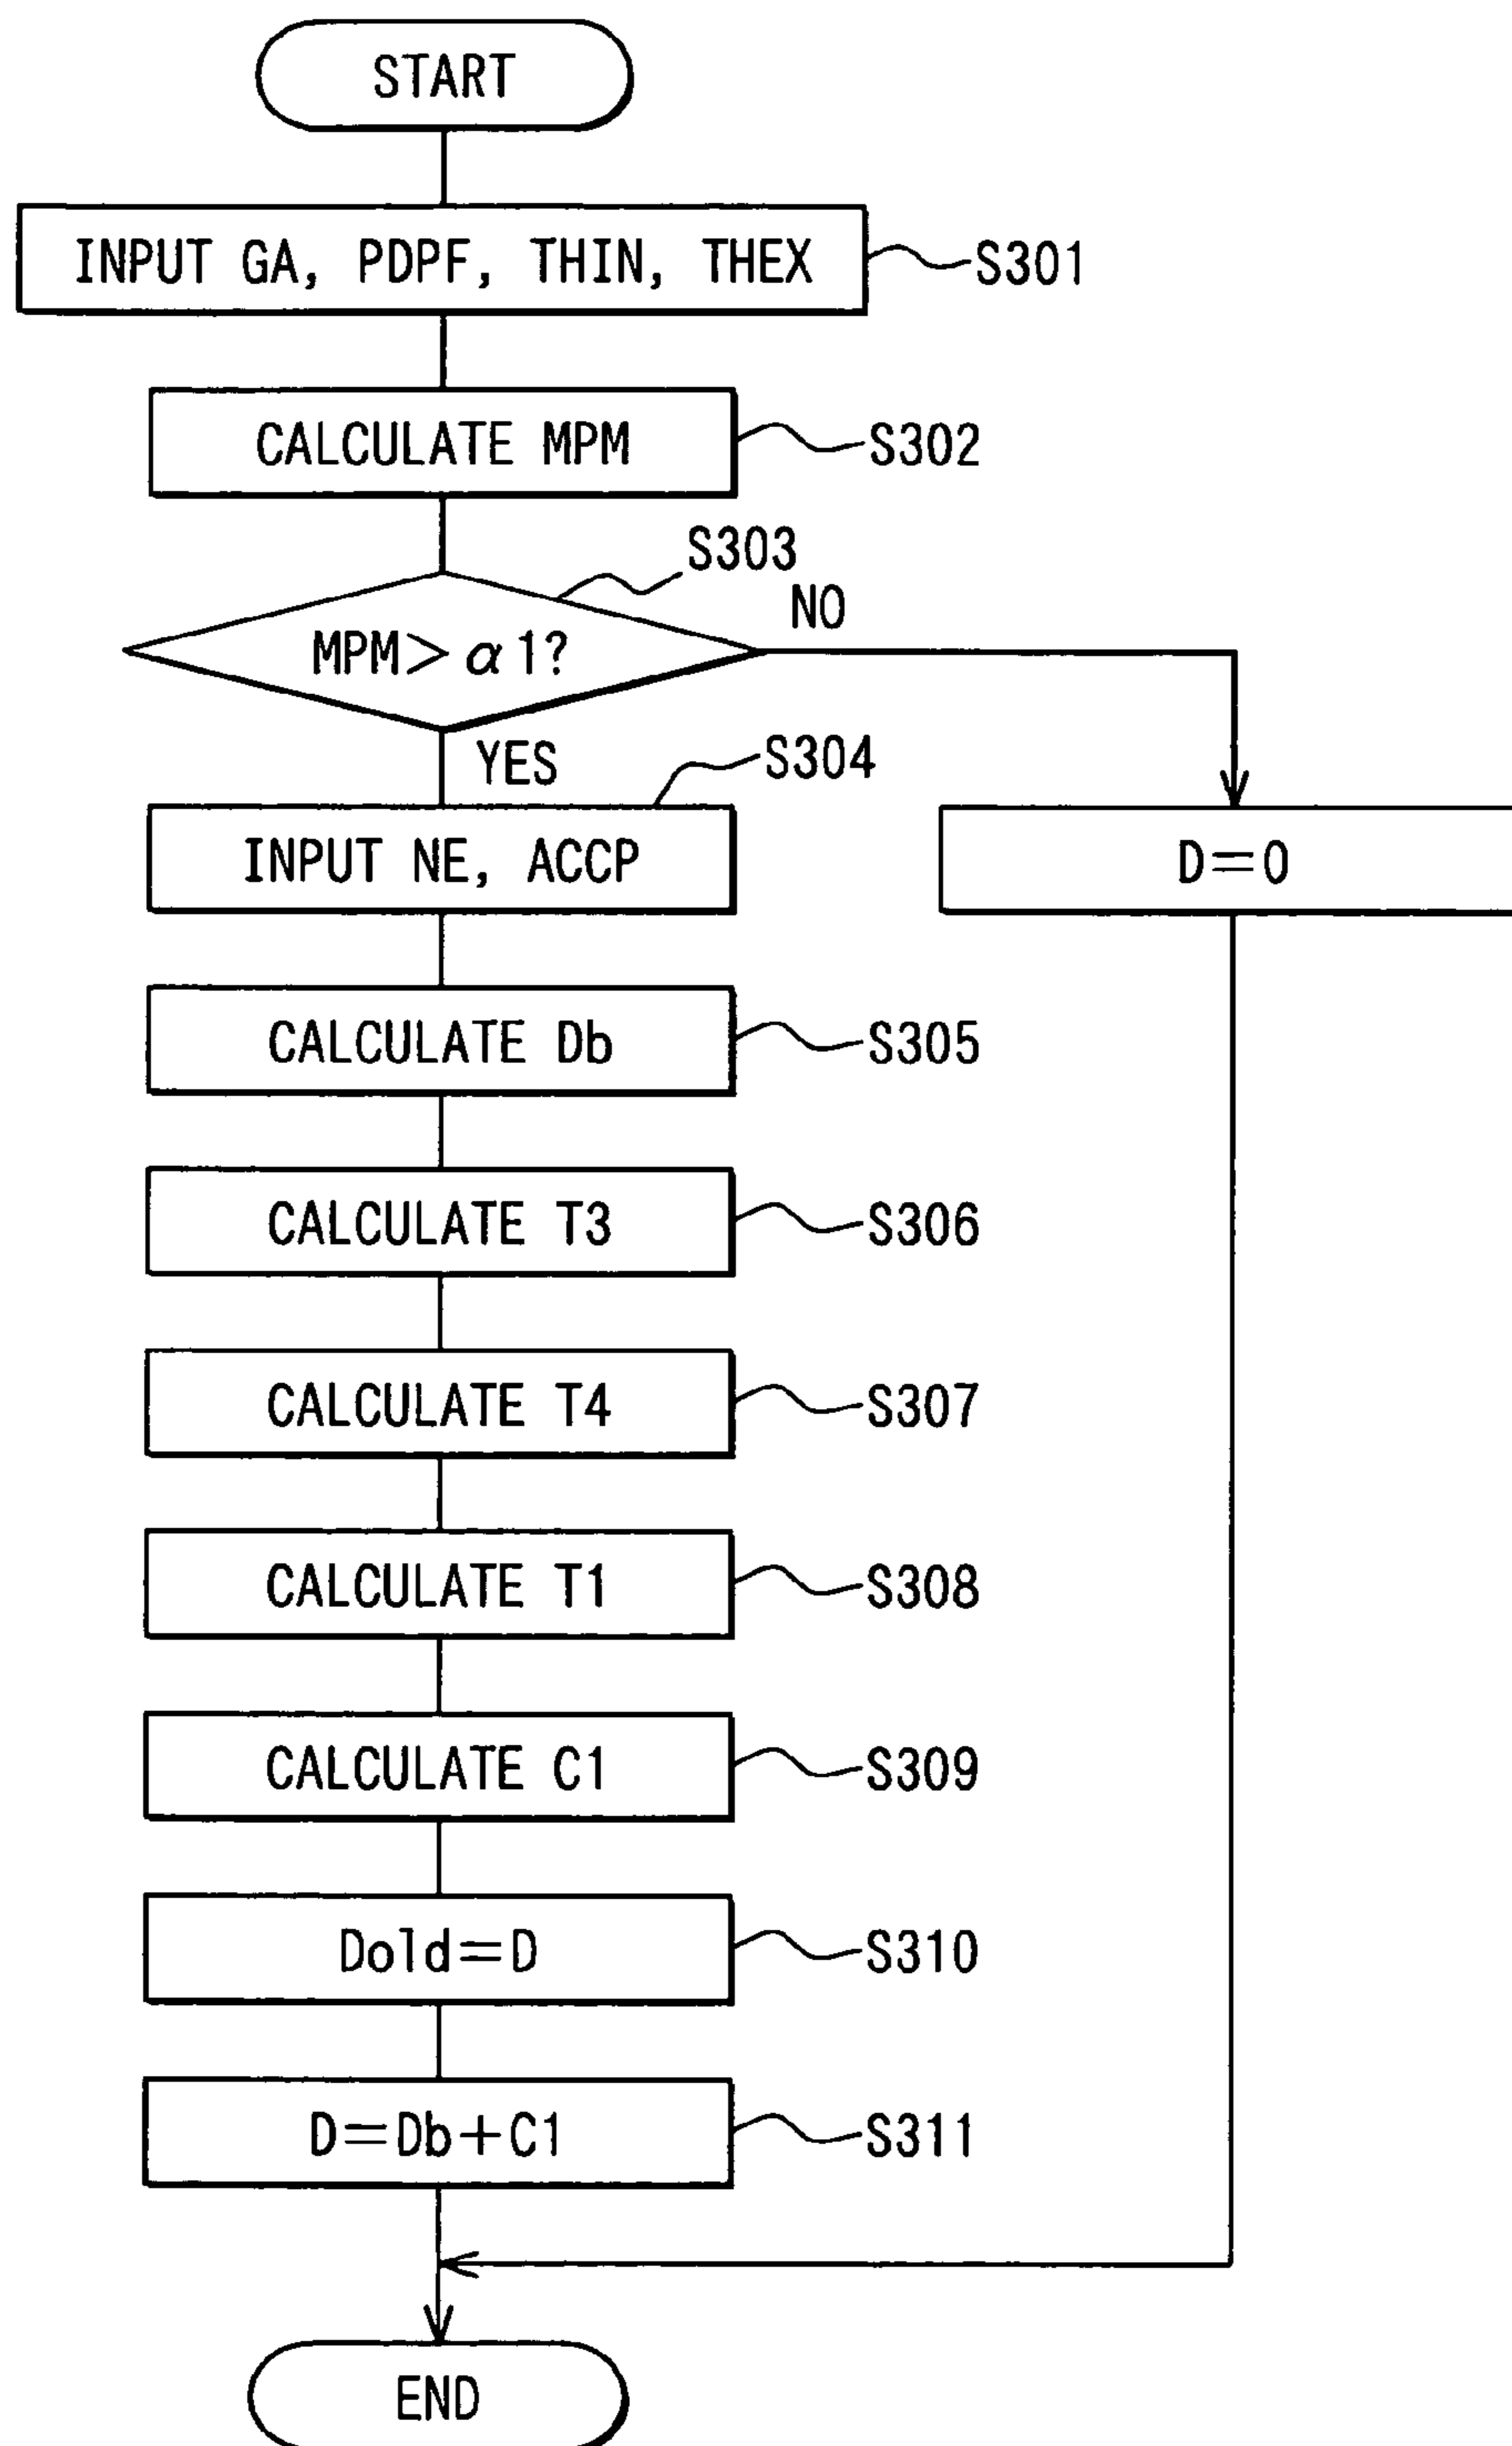 START
INPUT GA, PDPF, THIN, THEX
S301
CALCULATE MPM
S302
S303
MPM> α1?
NO
YES
S304
INPUT NE, ACCP
D=0
CALCULATE Db
S305
CALCULATE T3
S306
CALCULATE T4
S307
CALCULATE T1
S308
CALCULATE C1
S309
Dold=D
S310
D=Db+C1
S311
END